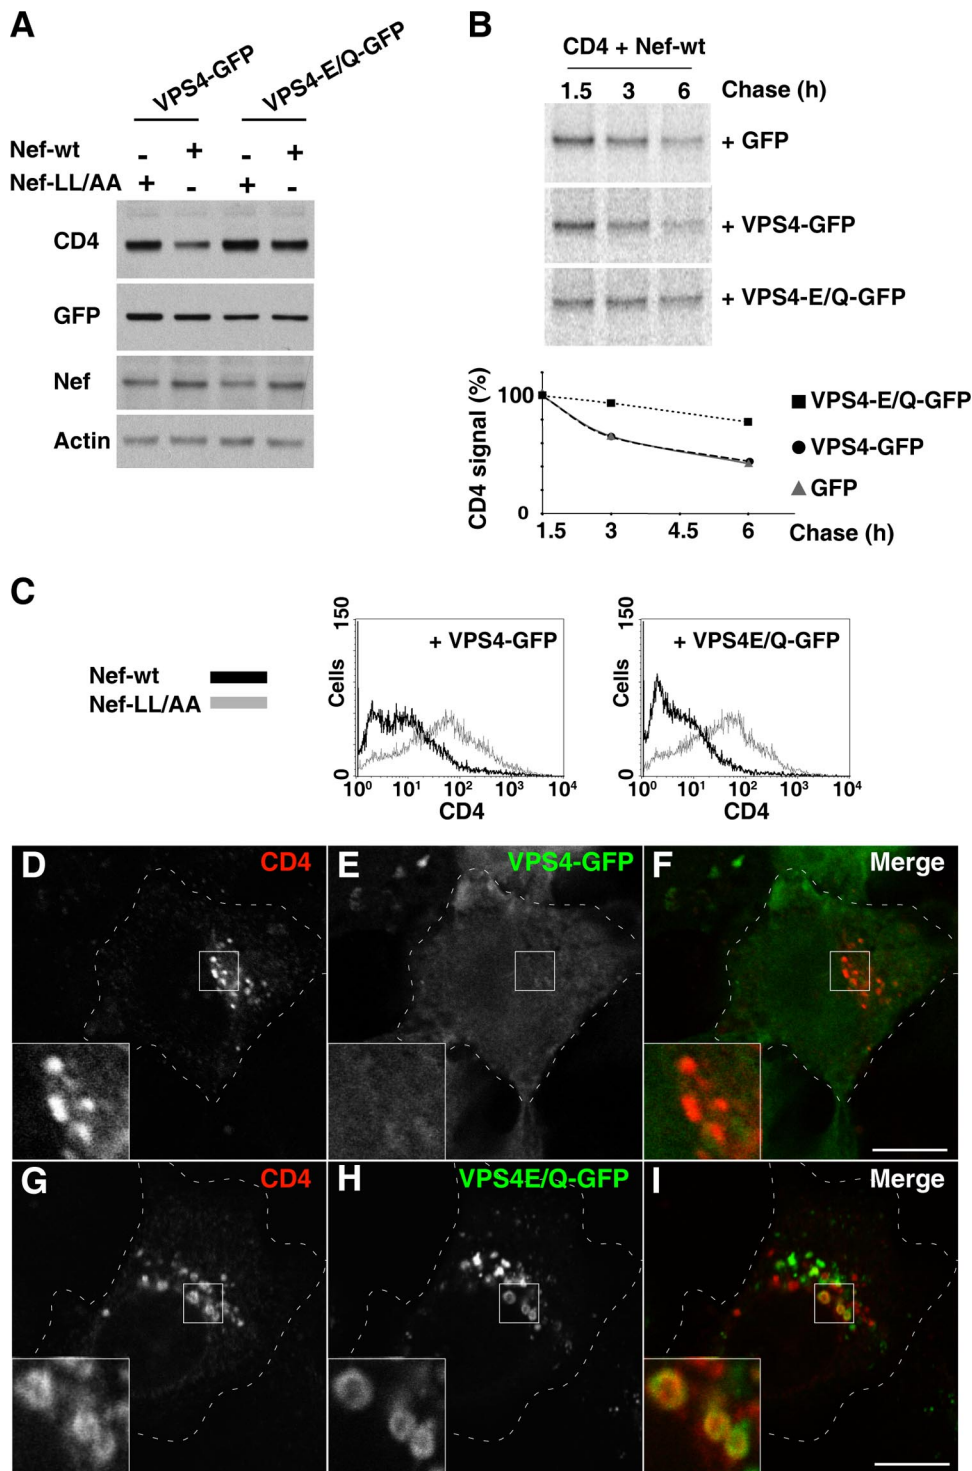 A
VPS4-GFP
VPS4-E/Q-GFP
Nef-wt - + - +
Nef-LL/AA + - + -
CD4
GFP
Nef
Actin
B
CD4 + Nef-wt
1.5 3 6 Chase (h)
+ GFP
+ VPS4-GFP
+ VPS4-E/Q-GFP
CD4 signal (%)
100
0
1.5 3 4.5 6 Chase (h)
VPS4-E/Q-GFP
VPS4-GFP
GFP
C
Nef-wt
Nef-LL/AA
150
Cells
0
+ VPS4-GFP
10⁰ 10¹ 10² 10³ 10⁴
CD4
150
Cells
0
+ VPS4E/Q-GFP
10⁰ 10¹ 10² 10³ 10⁴
CD4
D CD4
E VPS4-GFP
F Merge
G CD4
H VPS4E/Q-GFP
I Merge